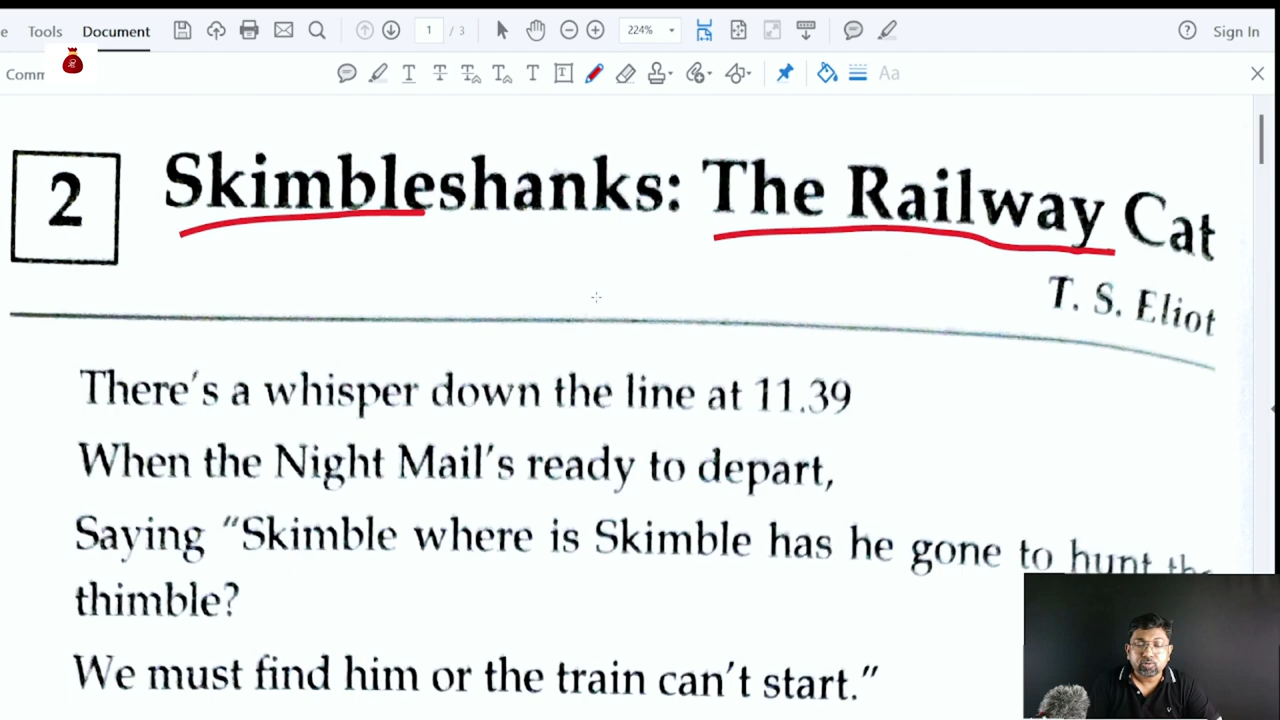 Tools Document 1 / 3 224% Sign In
Comm Aa
2 Skimbleshanks: The Railway Cat
T. S. Eliot
There's a whisper down the line at 11.39
When the Night Mail's ready to depart,
Saying "Skimble where is Skimble has he gone to hunt the
thimble?
We must find him or the train can't start."